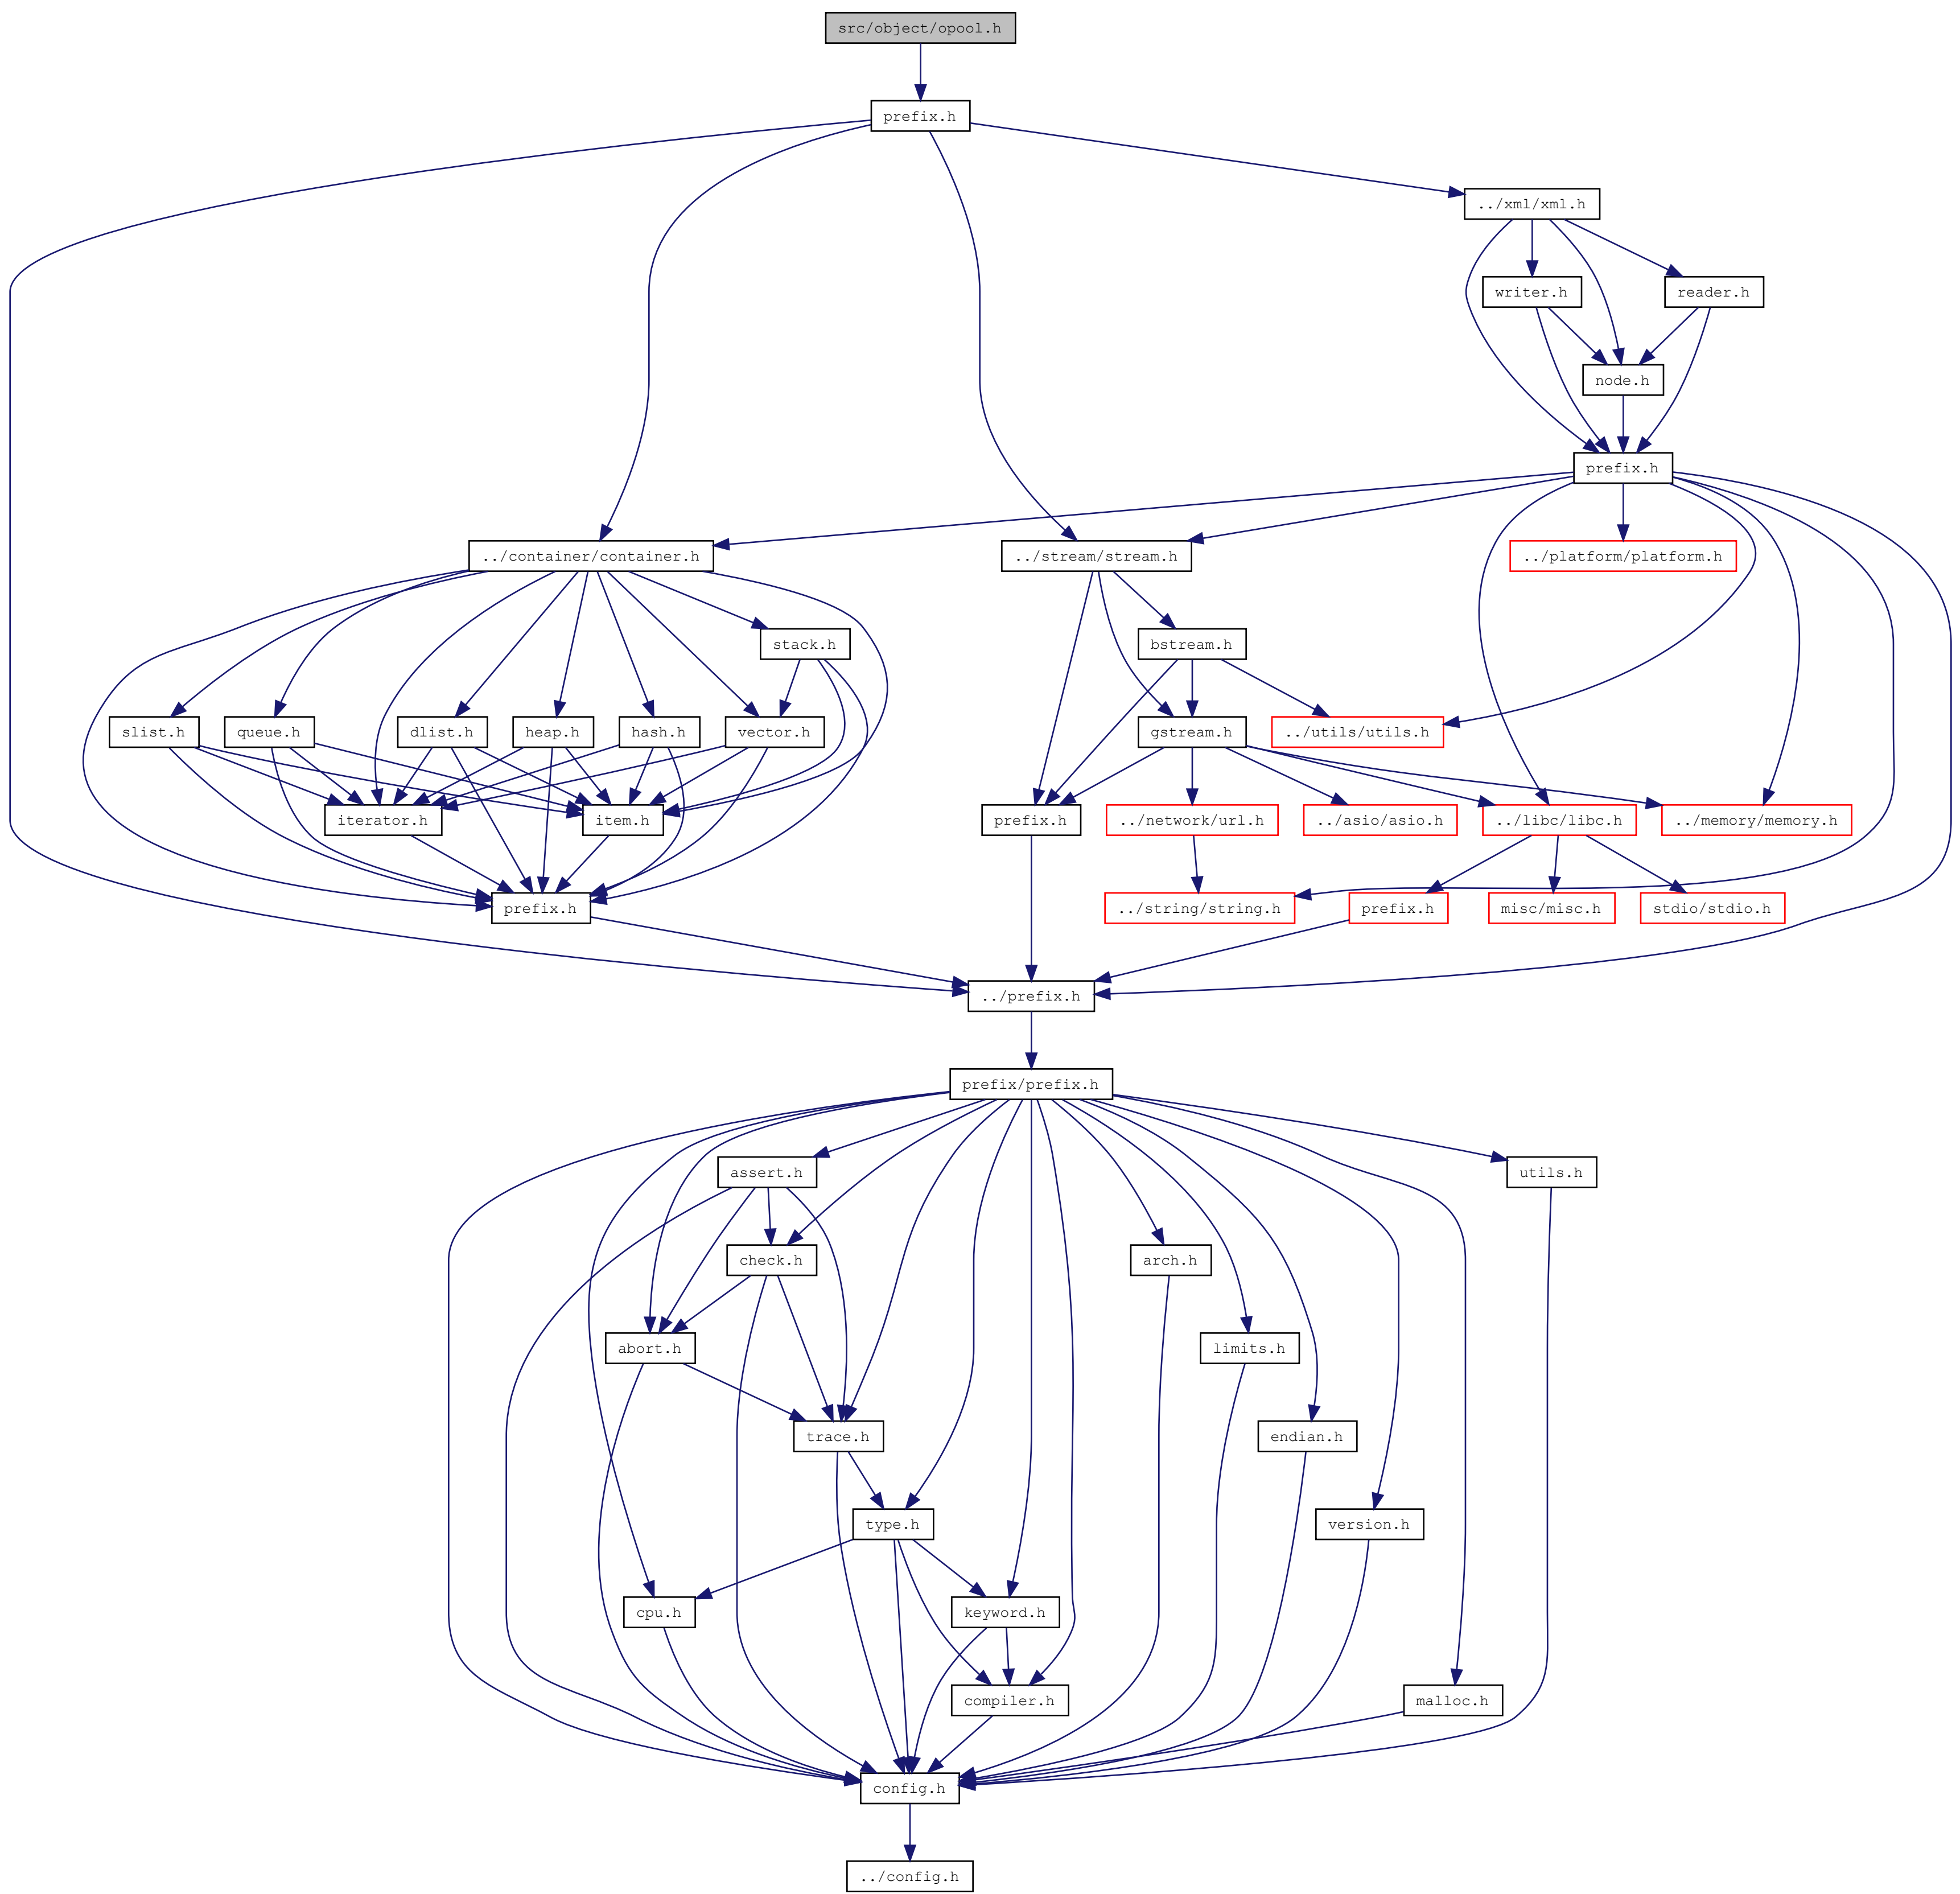 src/object/opool.h
prefix.h
../xml/xml.h
writer.h
reader.h
node.h
prefix.h
../container/container.h
../stream/stream.h
../platform/platform.h
stack.h
bstream.h
slist.h
queue.h
dlist.h
heap.h
hash.h
vector.h
gstream.h
../utils/utils.h
iterator.h
item.h
prefix.h
../network/url.h
../asio/asio.h
../libc/libc.h
../memory/memory.h
prefix.h
../string/string.h
prefix.h
misc/misc.h
stdio/stdio.h
../prefix.h
prefix/prefix.h
assert.h
utils.h
check.h
arch.h
abort.h
limits.h
trace.h
endian.h
type.h
version.h
cpu.h
keyword.h
compiler.h
malloc.h
config.h
../config.h